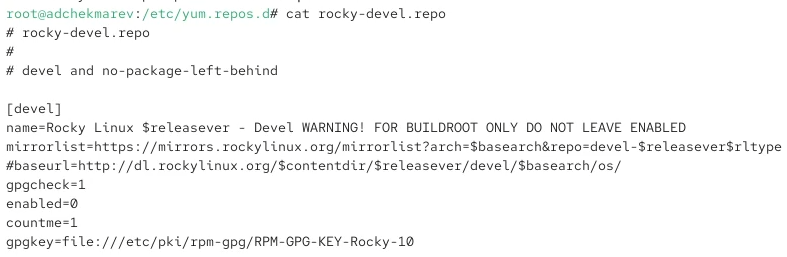 root@adchekmarev:/etc/yum.repos.d# cat rocky-devel.repo
# rocky-devel.repo
#
# devel and no-package-left-behind

[devel]
name=Rocky Linux $releasever - Devel WARNING! FOR BUILDROOT ONLY DO NOT LEAVE ENABLED
mirrorlist=https://mirrors.rockylinux.org/mirrorlist?arch=$basearch&repo=devel-$releasever$rltype
#baseurl=http://dl.rockylinux.org/$contentdir/$releasever/devel/$basearch/os/
gpgcheck=1
enabled=0
countme=1
gpgkey=file:///etc/pki/rpm-gpg/RPM-GPG-KEY-Rocky-10